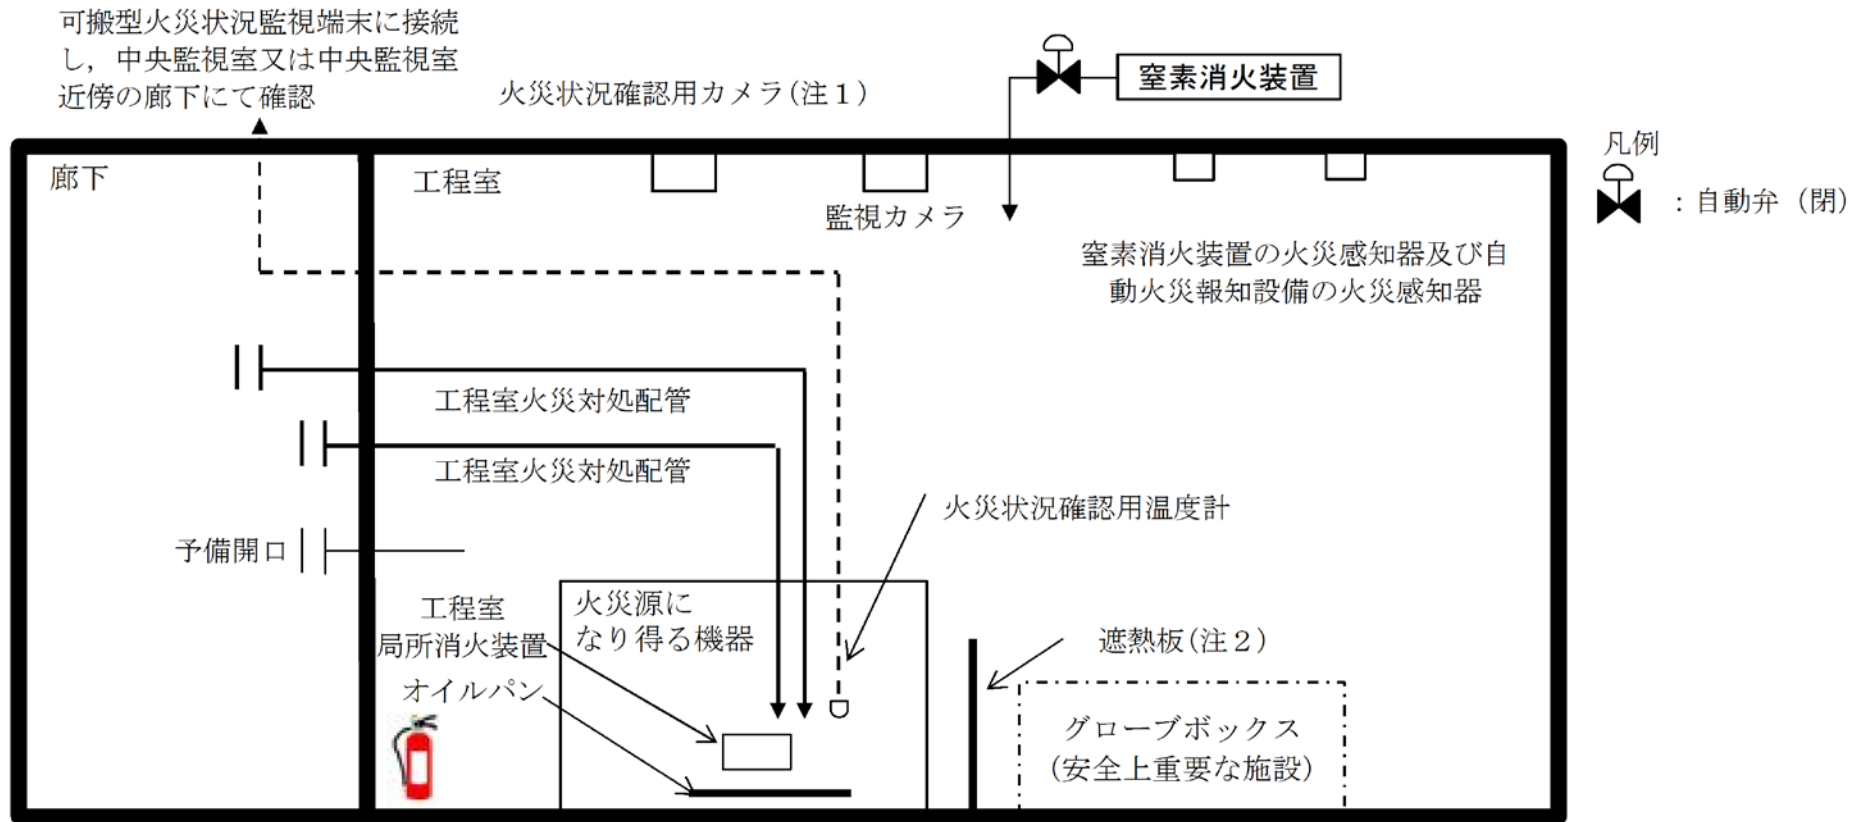 可搬型火災状況監視端末に接続
し，中央監視室又は中央監視室
近傍の廊下にて確認
火災状況確認用カメラ(注１)
窒素消火装置
凡例
：自動弁（閉）
廊下
工程室
監視カメラ
窒素消火装置の火災感知器及び自
動火災報知設備の火災感知器
工程室火災対処配管
工程室火災対処配管
火災状況確認用温度計
予備開口
工程室
局所消火装置
火災源に
なり得る機器
オイルパン
遮熱板(注２)
グローブボックス
(安全上重要な施設)